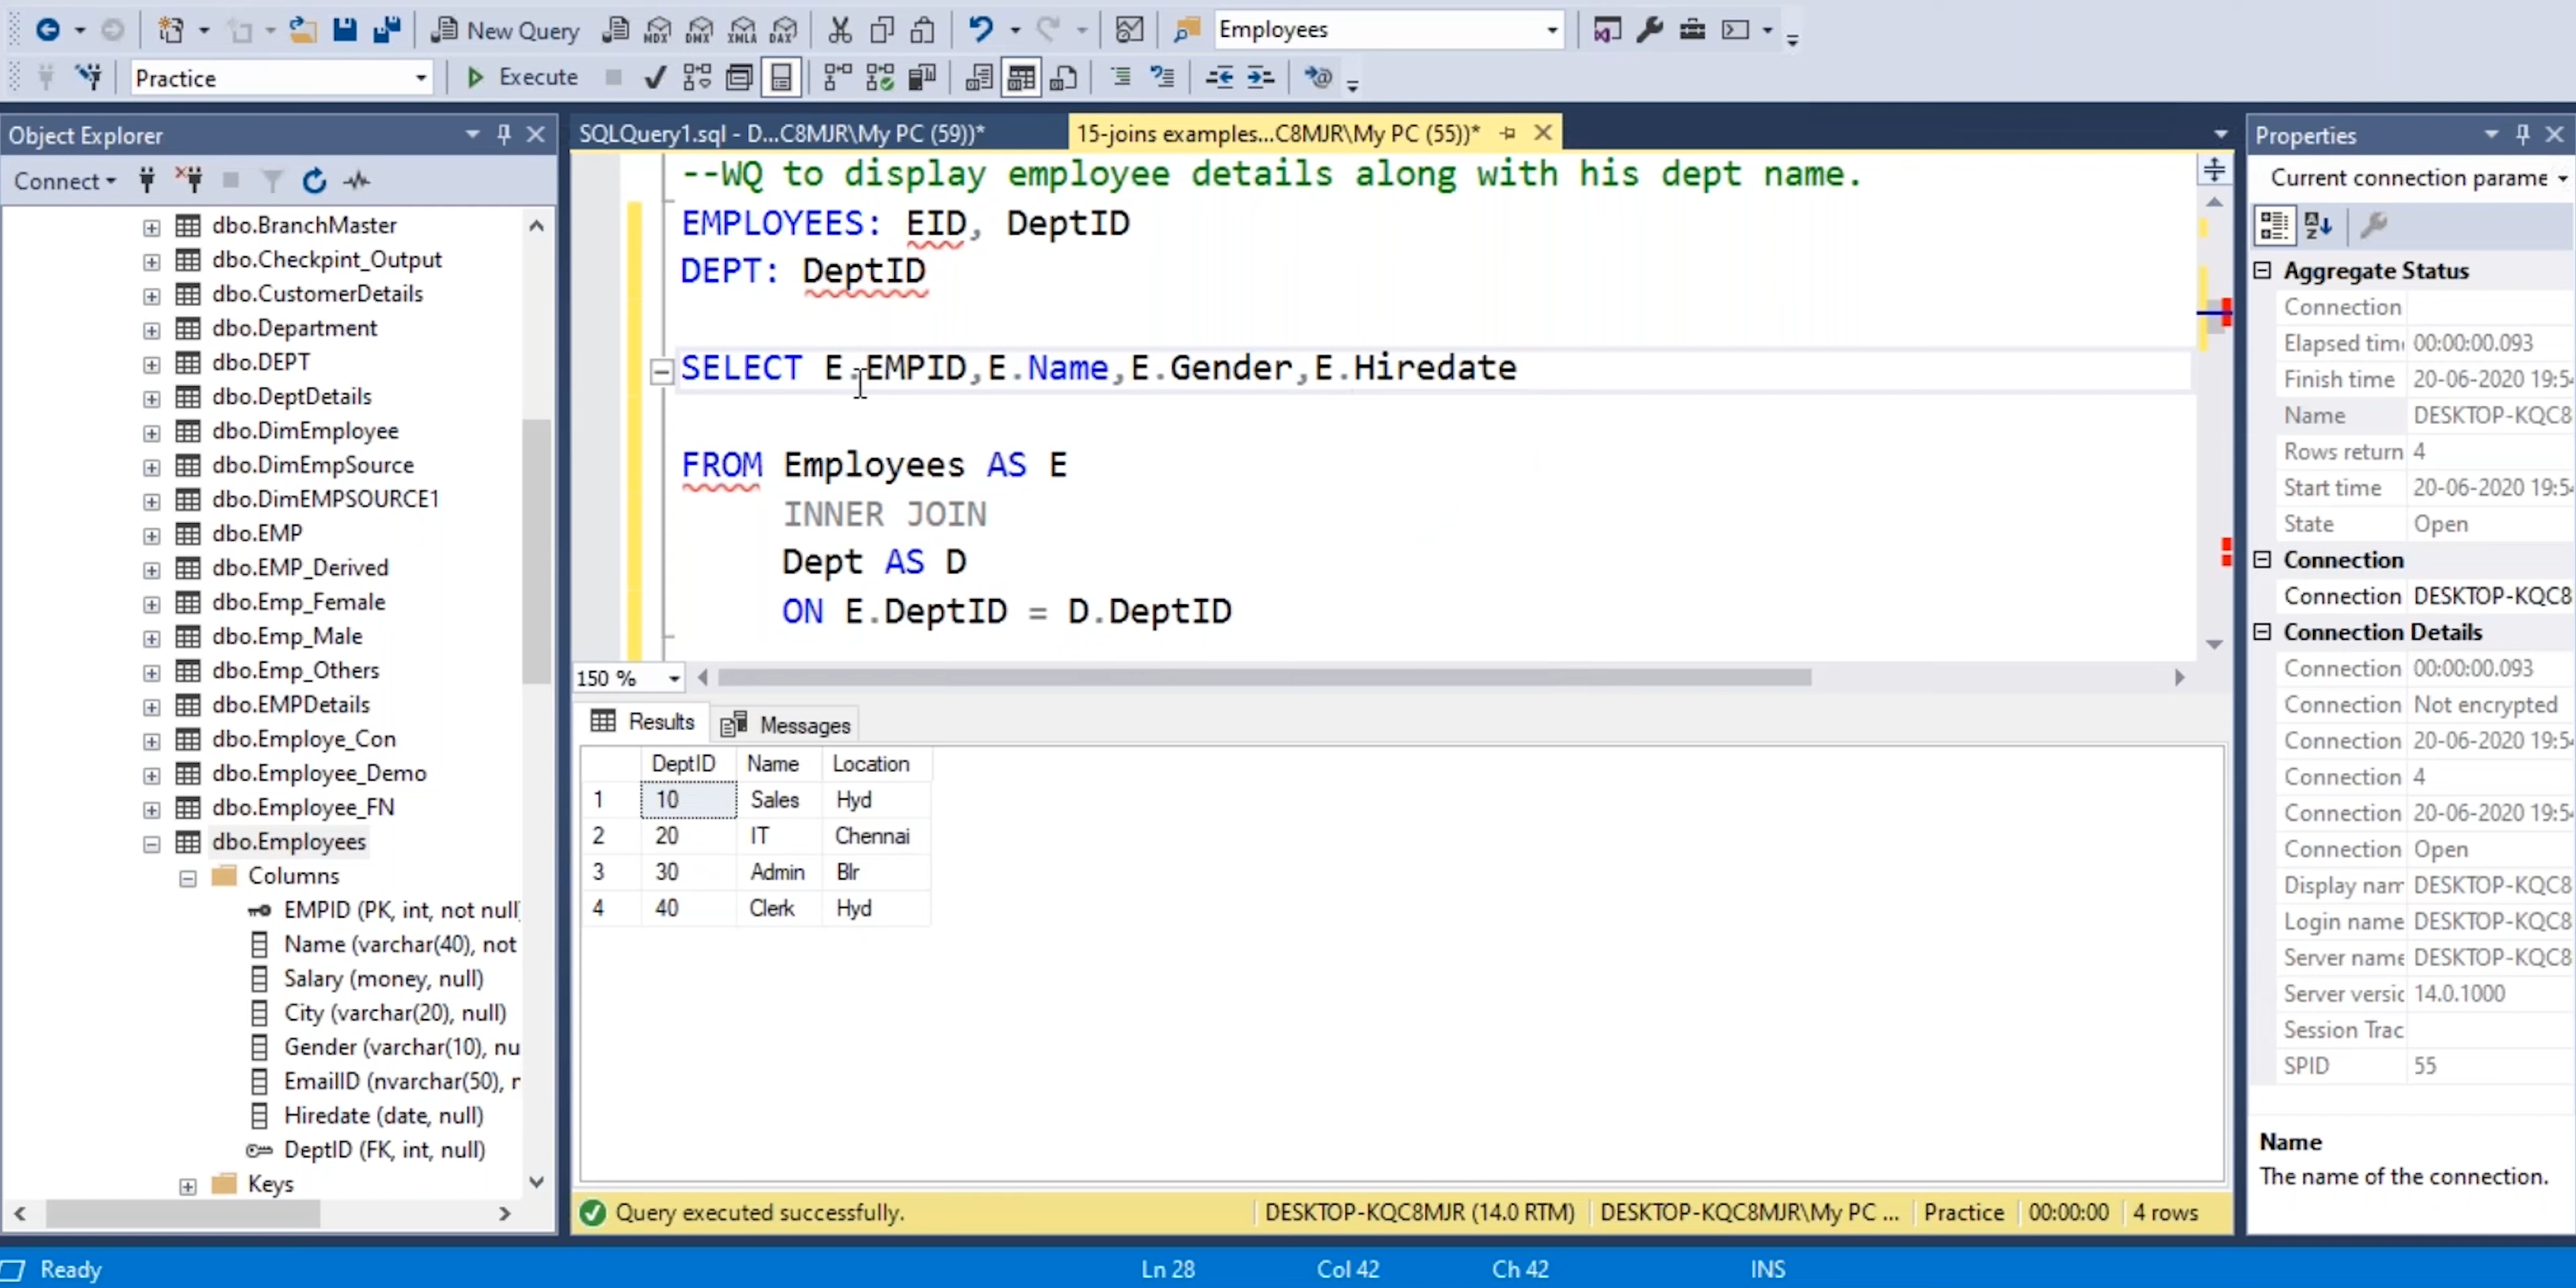 New Query
MDX DMX XMLA DAX
Employees
Practice
Execute
Object Explorer
Connect
dbo.BranchMaster
dbo.Checkpint_Output
dbo.CustomerDetails
dbo.Department
dbo.DEPT
dbo.DeptDetails
dbo.DimEmployee
dbo.DimEmpSource
dbo.DimEMPSOURCE1
dbo.EMP
dbo.EMP_Derived
dbo.Emp_Female
dbo.Emp_Male
dbo.Emp_Others
dbo.EMPDetails
dbo.Employe_Con
dbo.Employee_Demo
dbo.Employee_FN
dbo.Employees
Columns
EMPID (PK, int, not null)
Name (varchar(40), not
Salary (money, null)
City (varchar(20), null)
Gender (varchar(10), nu
EmailID (nvarchar(50), r
Hiredate (date, null)
DeptID (FK, int, null)
Keys
SQLQuery1.sql - D...C8MJR\My PC (59))*
15-joins examples...C8MJR\My PC (55))*
--WQ to display employee details along with his dept name.
EMPLOYEES: EID, DeptID
DEPT: DeptID
SELECT E.EMPID,E.Name,E.Gender,E.Hiredate
FROM Employees AS E
INNER JOIN
Dept AS D
ON E.DeptID = D.DeptID
150 %
Results Messages
DeptID Name Location
1 10 Sales Hyd
2 20 IT Chennai
3 30 Admin Blr
4 40 Clerk Hyd
Query executed successfully. DESKTOP-KQC8MJR (14.0 RTM) DESKTOP-KQC8MJR\My PC ... Practice 00:00:00 4 rows
Properties
Current connection parame
Aggregate Status
Connection
Elapsed tim 00:00:00.093
Finish time 20-06-2020 19:54
Name DESKTOP-KQC8
Rows return 4
Start time 20-06-2020 19:54
State Open
Connection
Connection DESKTOP-KQC8
Connection Details
Connection 00:00:00.093
Connection Not encrypted
Connection 20-06-2020 19:54
Connection 4
Connection 20-06-2020 19:54
Connection Open
Display nam DESKTOP-KQC8
Login name DESKTOP-KQC8
Server name DESKTOP-KQC8
Server versic 14.0.1000
Session Trac
SPID 55
Name
The name of the connection.
Ready Ln 28 Col 42 Ch 42 INS